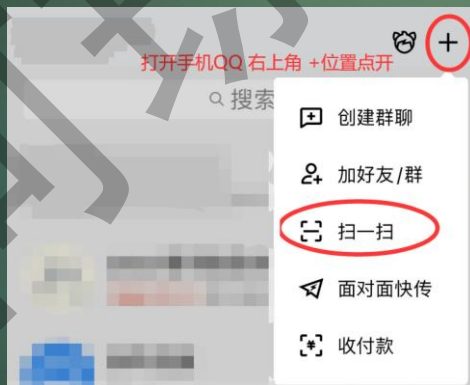 打开手机QQ 右上角 +位置点开
搜索
创建群聊
加好友/群
扫一扫
面对面快传
收付款